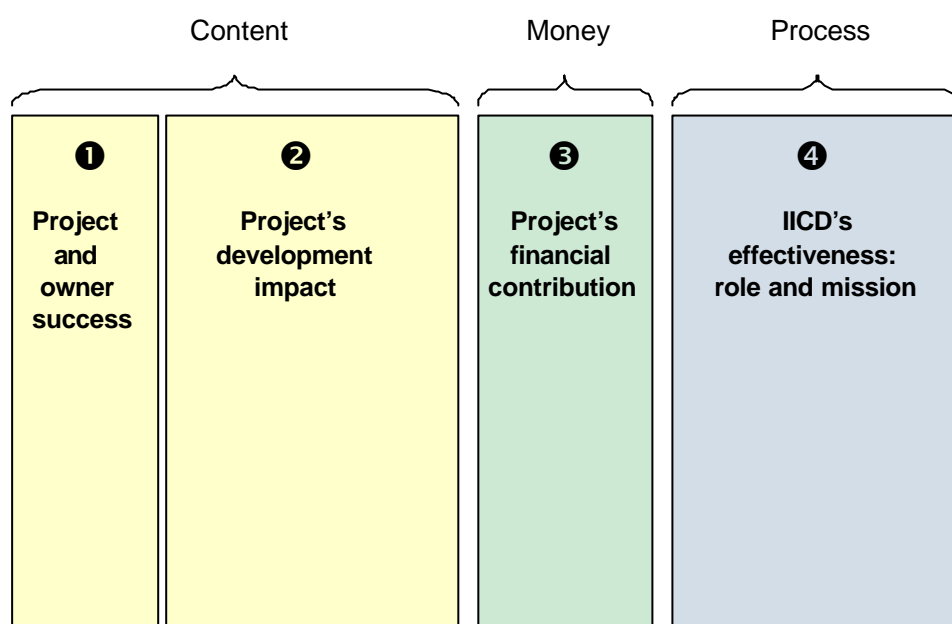 Content
Money
Process
❶
Project
and
owner
success
❷
Project's
development
impact
❸
Project's
financial
contribution
❹
IICD's
effectiveness:
role and mission